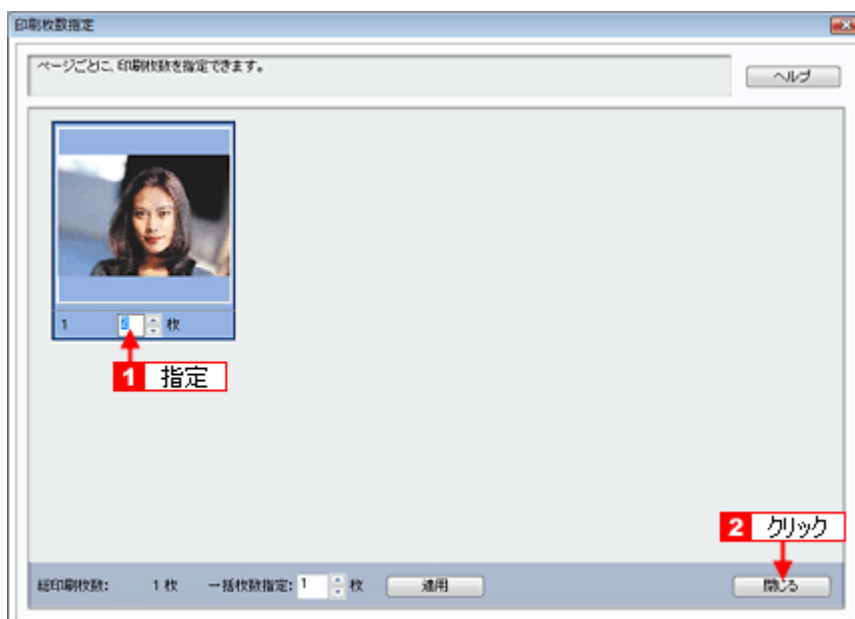 印刷枚数指定
ページごとに、印刷枚数を指定できます。
ヘルプ
1 2 枚
1 指定
2 クリック
総印刷枚数: 1 枚 一括枚数指定: 1 枚 適用 閉じる